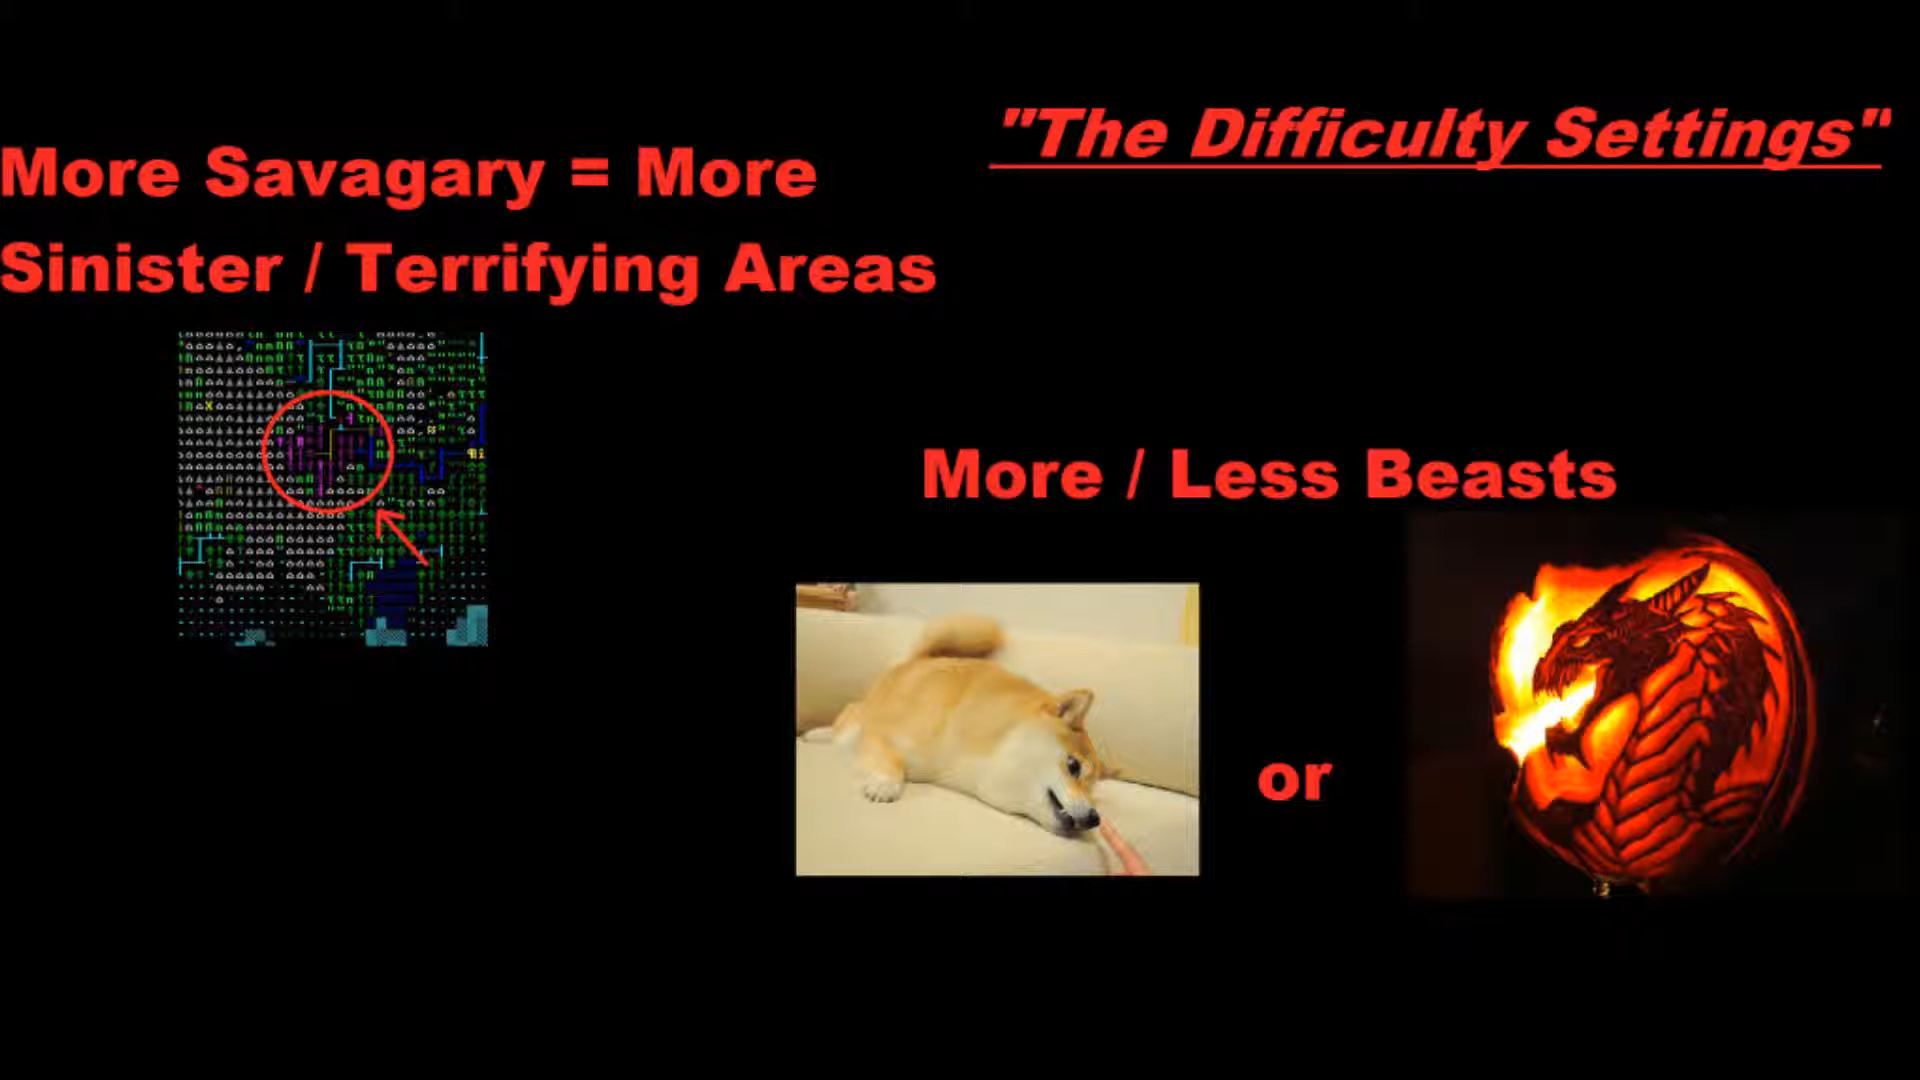 "The Difficulty Settings"
More Savagary = More
Sinister / Terrifying Areas
More / Less Beasts
or